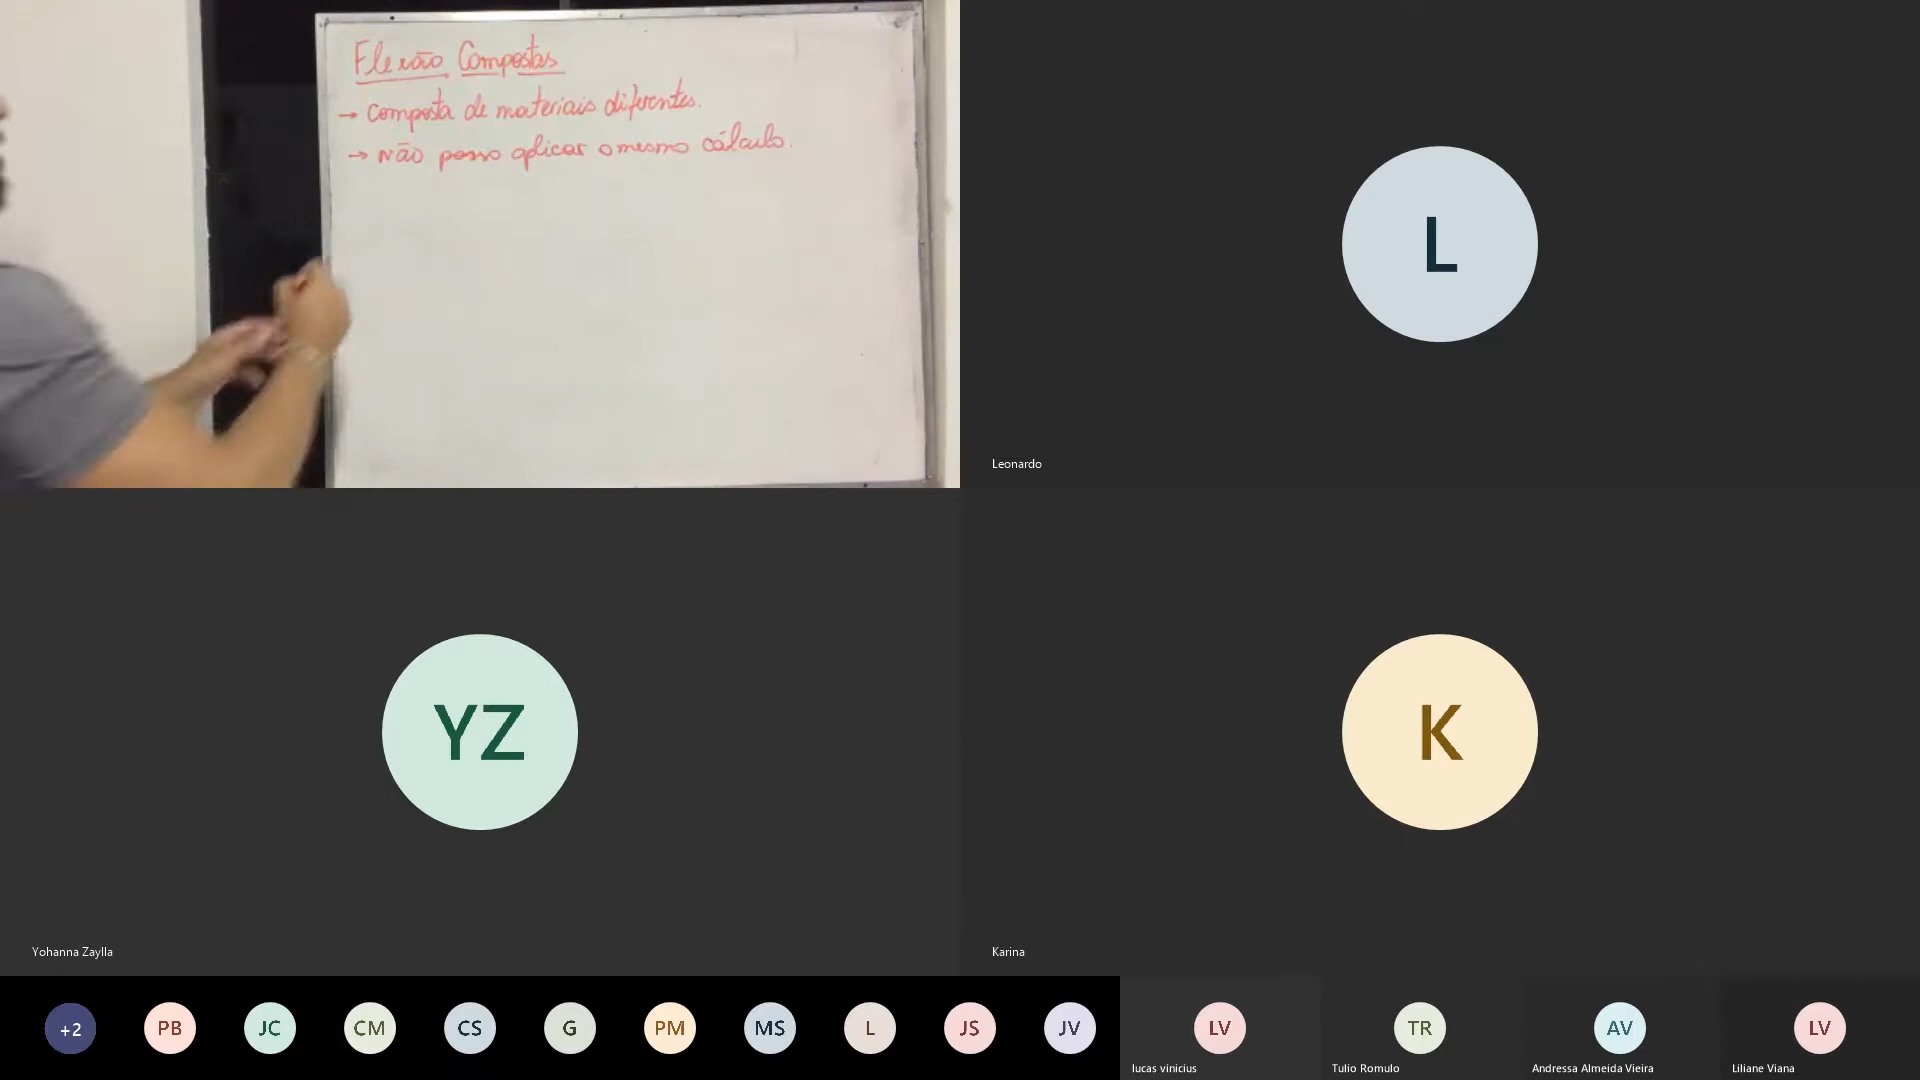 Flexão Compostas
→ composta de materiais diferentes.
→ não posso aplicar o mesmo cálculo.
L
Leonardo
YZ
Yohanna Zaylla
K
Karina
+2
PB
JC
CM
CS
G
PM
MS
L
JS
JV
LV
lucas vinicius
TR
Tulio Romulo
AV
Andressa Almeida Vieira
LV
Liliane Viana